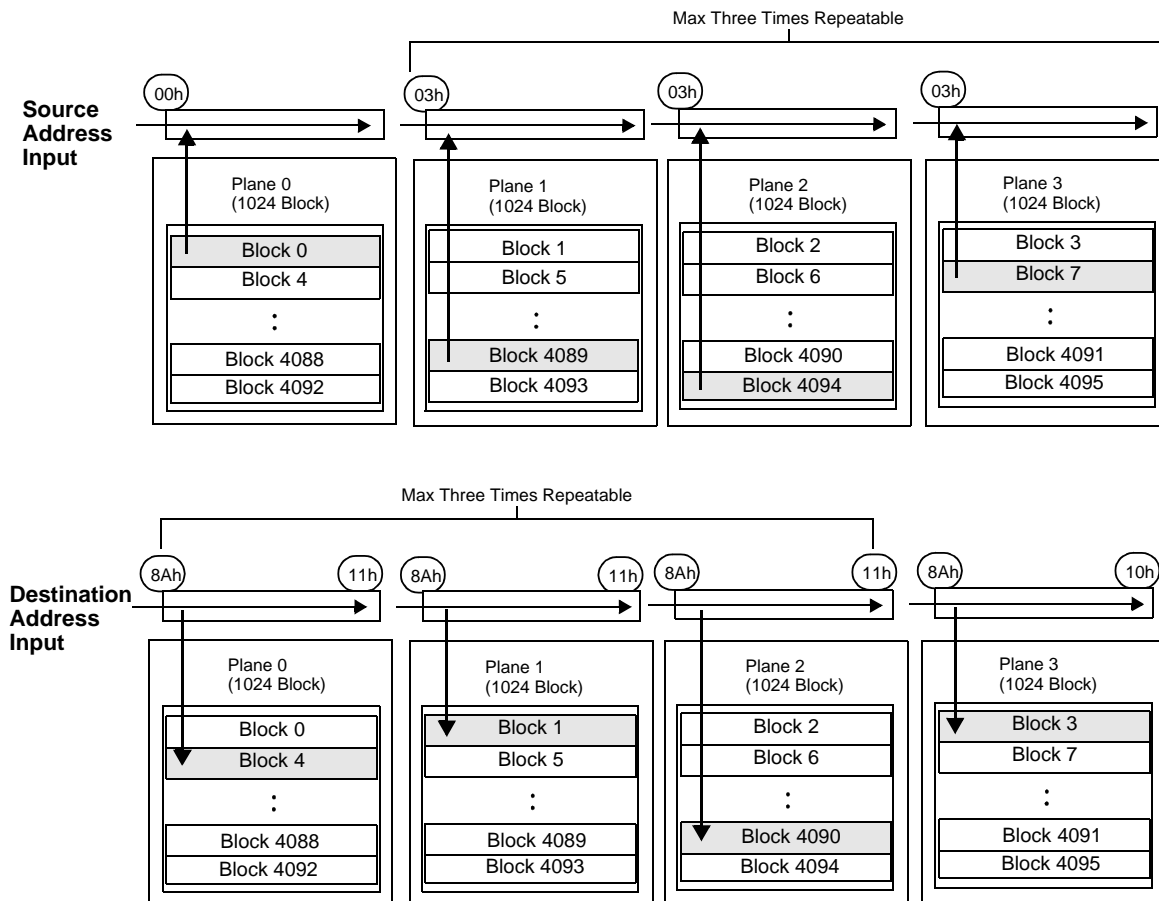 Max Three Times Repeatable
Source
Address
Input
00h
03h
03h
03h
Plane 0
(1024 Block)
Block 0
Block 4
:
Block 4088
Block 4092
Plane 1
(1024 Block)
Block 1
Block 5
:
Block 4089
Block 4093
Plane 2
(1024 Block)
Block 2
Block 6
:
Block 4090
Block 4094
Plane 3
(1024 Block)
Block 3
Block 7
:
Block 4091
Block 4095
Max Three Times Repeatable
Destination
Address
Input
8Ah
11h
8Ah
11h
8Ah
11h
8Ah
10h
Plane 0
(1024 Block)
Block 0
Block 4
:
Block 4088
Block 4092
Plane 1
(1024 Block)
Block 1
Block 5
:
Block 4089
Block 4093
Plane 2
(1024 Block)
Block 2
Block 6
:
Block 4090
Block 4094
Plane 3
(1024 Block)
Block 3
Block 7
:
Block 4091
Block 4095